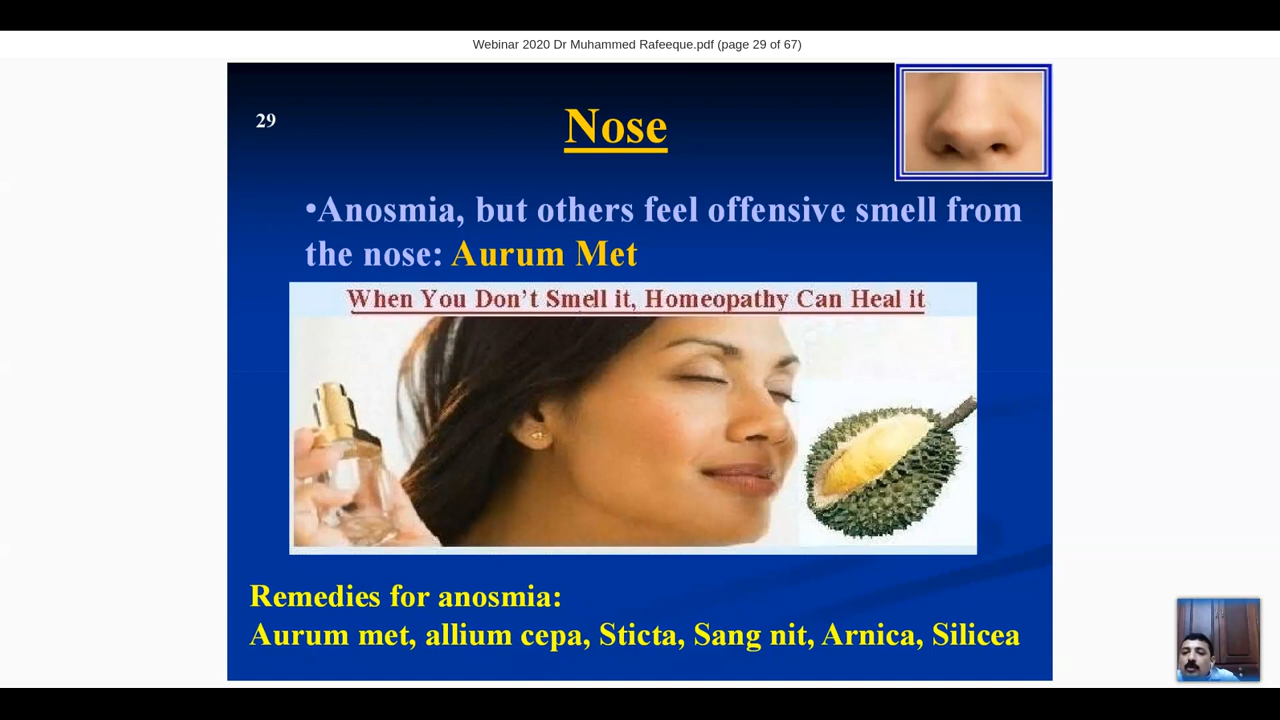 Webinar 2020 Dr Muhammed Rafeeque.pdf (page 29 of 67)
29
Nose
•Anosmia, but others feel offensive smell from
the nose: Aurum Met
When You Don't Smell it, Homeopathy Can Heal it
Remedies for anosmia:
Aurum met, allium cepa, Sticta, Sang nit, Arnica, Silicea